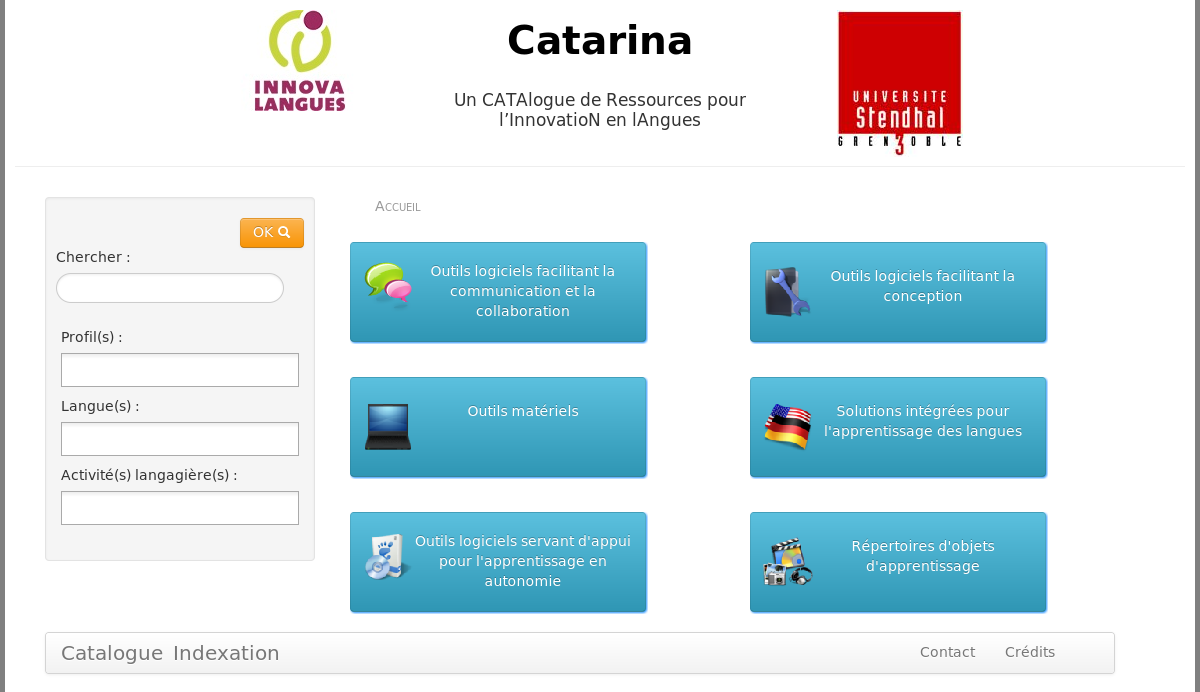 INNOVA
LANGUES
Catarina
Un CATAlogue de Ressources pour
l’InnovatioN en lAngues
UNIVERSITE
Stendhal
GRENOBLE
3
OK
Chercher :
Profil(s) :
Langue(s) :
Activité(s) langagière(s) :
Accueil
Outils logiciels facilitant la
communication et la
collaboration
Outils logiciels facilitant la
conception
Outils matériels
Solutions intégrées pour
l'apprentissage des langues
Outils logiciels servant d'appui
pour l'apprentissage en
autonomie
Répertoires d'objets
d'apprentissage
Catalogue Indexation
Contact Crédits